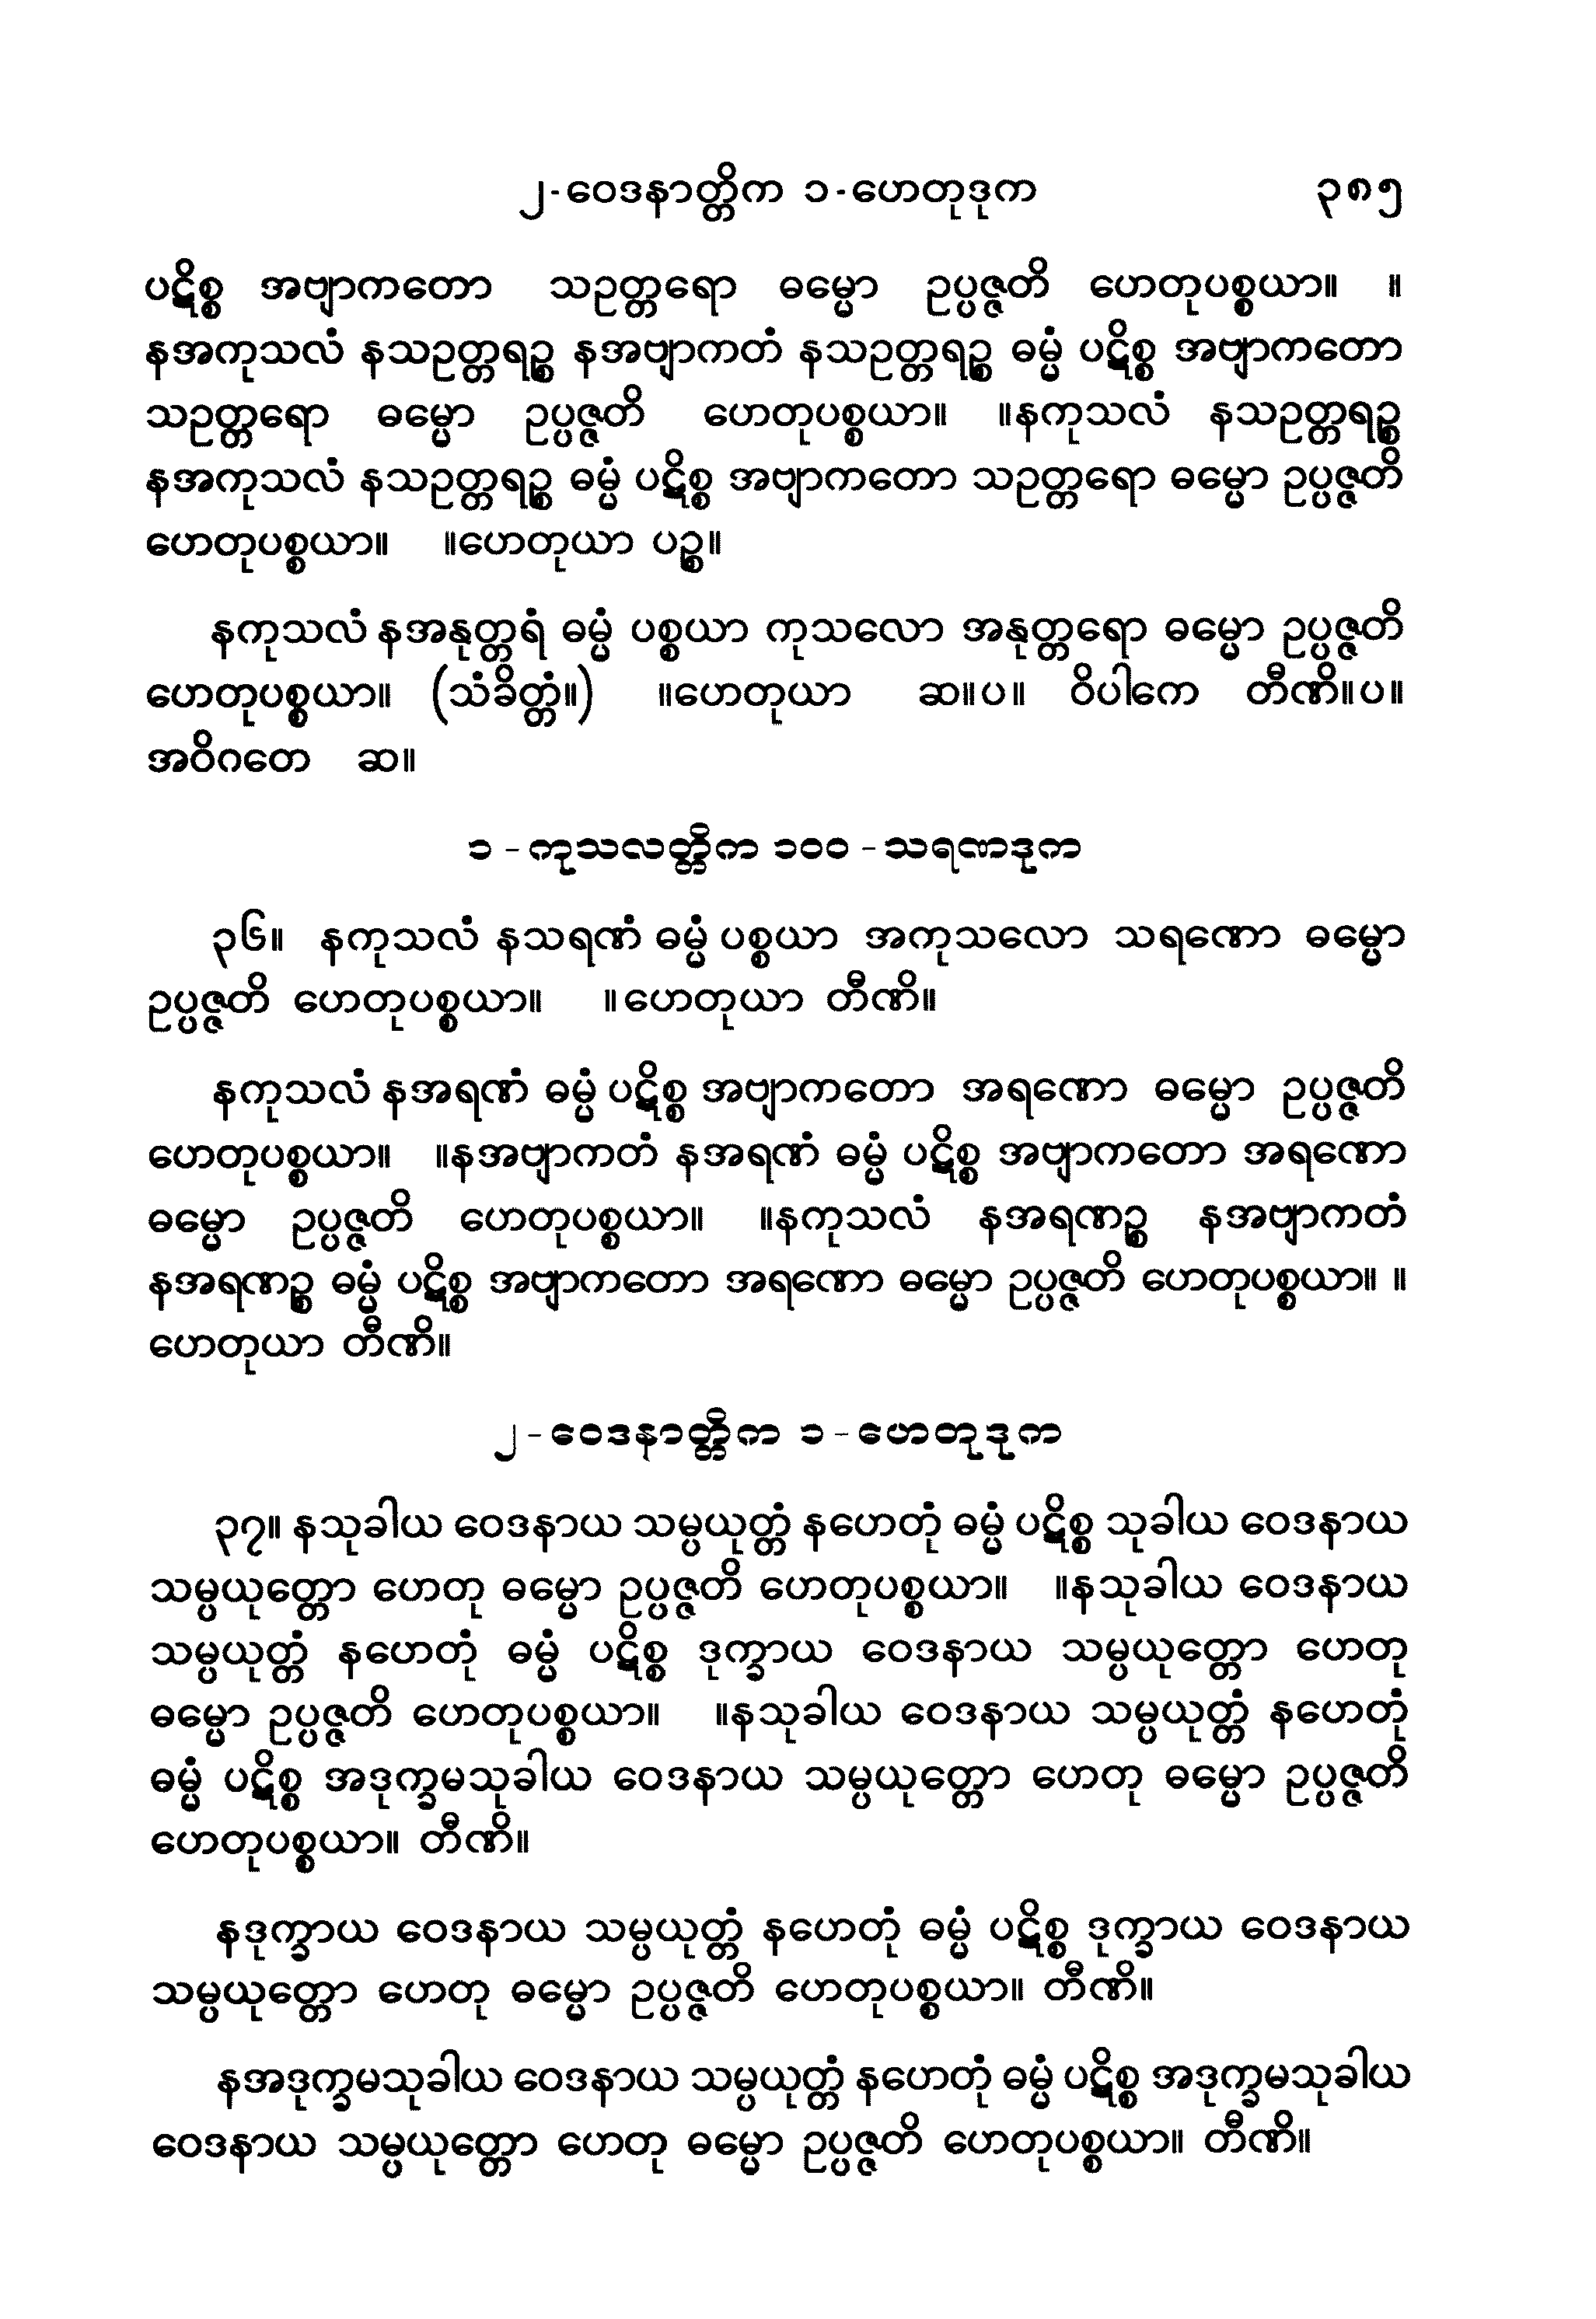 ၂-ဝေဒနာတ္တိက ၁-ဟေတုဒုက ၃၈၅
ပဋိစ္စ အဗျာကတော သဥတ္တရော ဓမ္မော ဥပ္ပဇ္ဇတိ ဟေတုပစ္စယာ။ ။
နအကုသလံ နသဥတ္တရဉ္စ နအဗျာကတံ နသဥတ္တရဉ္စ ဓမ္မံ ပဋိစ္စ အဗျာကတော
သဥတ္တရော ဓမ္မော ဥပ္ပဇ္ဇတိ ဟေတုပစ္စယာ။ ။နကုသလံ နသဥတ္တရဉ္စ
နအကုသလံ နသဥတ္တရဉ္စ ဓမ္မံ ပဋိစ္စ အဗျာကတော သဥတ္တရော ဓမ္မော ဥပ္ပဇ္ဇတိ
ဟေတုပစ္စယာ။ ။ဟေတုယာ ပဉ္စ။
နကုသလံ နအနုတ္တရံ ဓမ္မံ ပစ္စယာ ကုသလော အနုတ္တရော ဓမ္မော ဥပ္ပဇ္ဇတိ
ဟေတုပစ္စယာ။ (သံခိတ္တံ။) ။ဟေတုယာ ဆ။ပ။ ဝိပါကေ တီဏိ။ပ။
အဝိဂတေ ဆ။
၁ - ကုသလတ္တိက ၁၀၀ - သရဏဒုက
၃၆။ နကုသလံ နသရဏံ ဓမ္မံ ပစ္စယာ အကုသလော သရဏော ဓမ္မော
ဥပ္ပဇ္ဇတိ ဟေတုပစ္စယာ။ ။ဟေတုယာ တီဏိ။
နကုသလံ နအရဏံ ဓမ္မံ ပဋိစ္စ အဗျာကတော အရဏော ဓမ္မော ဥပ္ပဇ္ဇတိ
ဟေတုပစ္စယာ။ ။နအဗျာကတံ နအရဏံ ဓမ္မံ ပဋိစ္စ အဗျာကတော အရဏော
ဓမ္မော ဥပ္ပဇ္ဇတိ ဟေတုပစ္စယာ။ ။နကုသလံ နအရဏဉ္စ နအဗျာကတံ
နအရဏဉ္စ ဓမ္မံ ပဋိစ္စ အဗျာကတော အရဏော ဓမ္မော ဥပ္ပဇ္ဇတိ ဟေတုပစ္စယာ။ ။
ဟေတုယာ တီဏိ။
၂ - ဝေဒနာတ္တိက ၁ - ဟေတုဒုက
၃၇။ နသုခါယ ဝေဒနာယ သမ္ပယုတ္တံ နဟေတုံ ဓမ္မံ ပဋိစ္စ သုခါယ ဝေဒနာယ
သမ္ပယုတ္တော ဟေတု ဓမ္မော ဥပ္ပဇ္ဇတိ ဟေတုပစ္စယာ။ ။နသုခါယ ဝေဒနာယ
သမ္ပယုတ္တံ နဟေတုံ ဓမ္မံ ပဋိစ္စ ဒုက္ခာယ ဝေဒနာယ သမ္ပယုတ္တော ဟေတု
ဓမ္မော ဥပ္ပဇ္ဇတိ ဟေတုပစ္စယာ။ ။နသုခါယ ဝေဒနာယ သမ္ပယုတ္တံ နဟေတုံ
ဓမ္မံ ပဋိစ္စ အဒုက္ခမသုခါယ ဝေဒနာယ သမ္ပယုတ္တော ဟေတု ဓမ္မော ဥပ္ပဇ္ဇတိ
ဟေတုပစ္စယာ။ တီဏိ။
နဒုက္ခာယ ဝေဒနာယ သမ္ပယုတ္တံ နဟေတုံ ဓမ္မံ ပဋိစ္စ ဒုက္ခာယ ဝေဒနာယ
သမ္ပယုတ္တော ဟေတု ဓမ္မော ဥပ္ပဇ္ဇတိ ဟေတုပစ္စယာ။ တီဏိ။
နအဒုက္ခမသုခါယ ဝေဒနာယ သမ္ပယုတ္တံ နဟေတုံ ဓမ္မံ ပဋိစ္စ အဒုက္ခမသုခါယ
ဝေဒနာယ သမ္ပယုတ္တော ဟေတု ဓမ္မော ဥပ္ပဇ္ဇတိ ဟေတုပစ္စယာ။ တီဏိ။